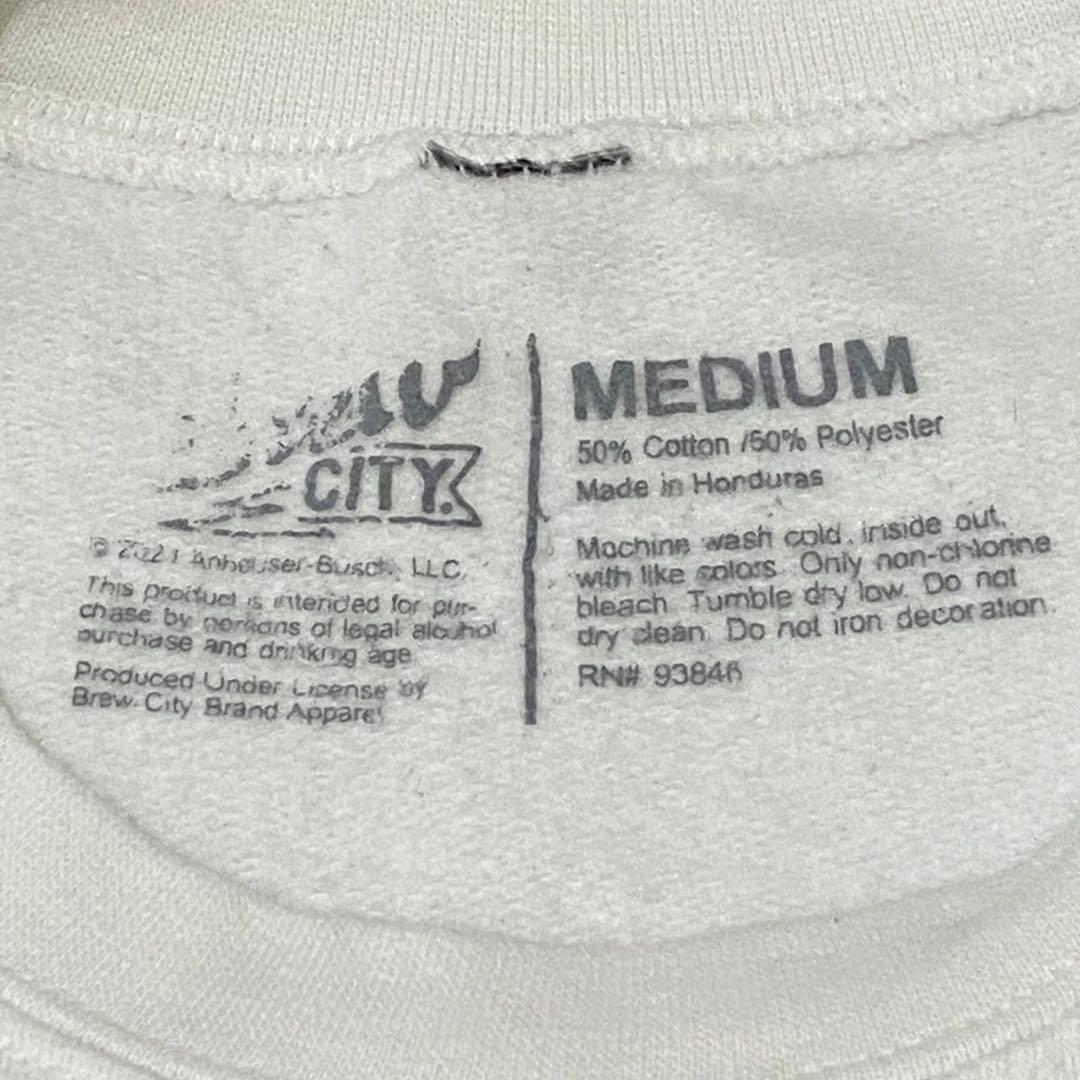 CITY.
© 2021 Anheuser-Busch, LLC.
This product is intended for pur-
chase by persons of legal alcohol
purchase and drinking age
Produced Under License by
Brew City Brand Apparel
MEDIUM
50% Cotton /50% Polyester
Made in Honduras
Machine wash cold, inside out,
with like colors. Only non-chlorine
bleach. Tumble dry low. Do not
dry clean. Do not iron decoration.
RN# 93846